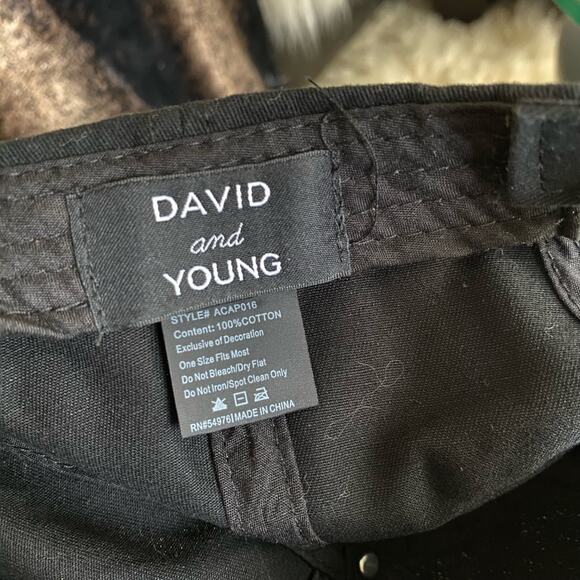 DAVID
and
YOUNG
STYLE# ACAP016
Content: 100%COTTON
Exclusive of Decoration
One Size Fits Most
Do Not Bleach/Dry Flat
Do Not Iron/Spot Clean Only
RN#54976|MADE IN CHINA